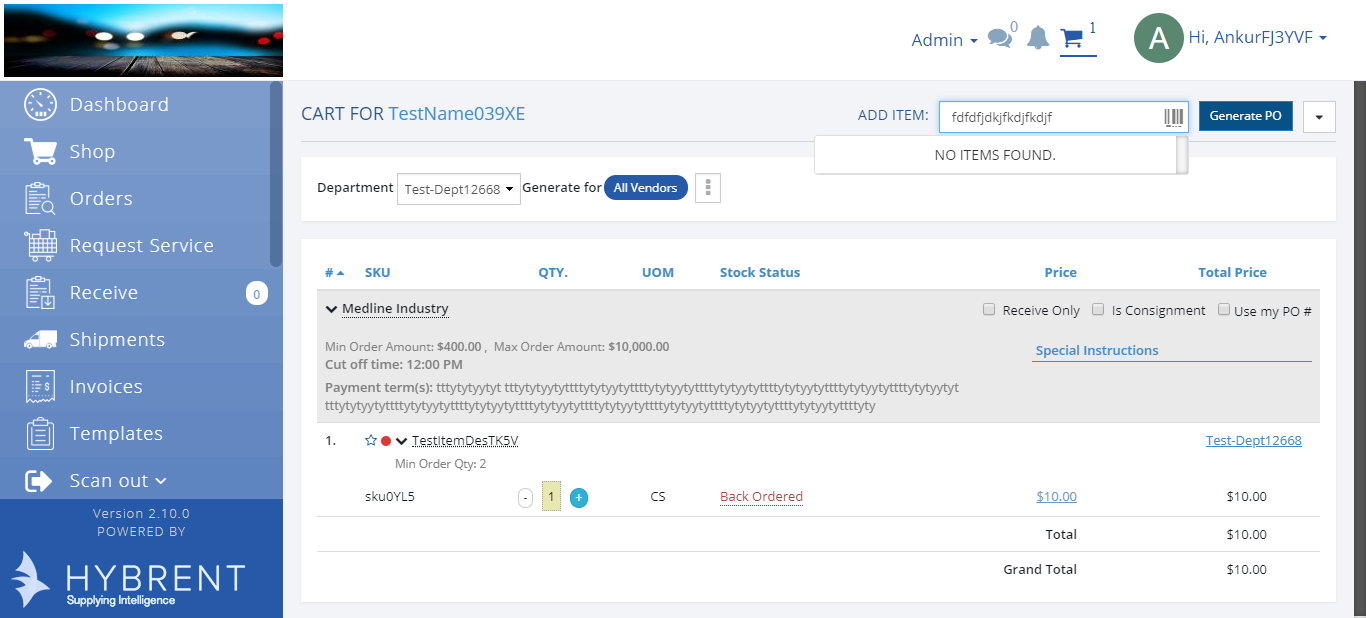 Admin 0 1 A Hi, AnkurFJ3YVF
Dashboard
Shop
Orders
Request Service
Receive 0
Shipments
Invoices
Templates
Scan out
Version 2.10.0
POWERED BY
HYBRENT
Supplying Intelligence
CART FOR TestName039XE
ADD ITEM: fdfdfjdkjfkdjfkdjf Generate PO
NO ITEMS FOUND.
Department Test-Dept12668 Generate for All Vendors
# SKU QTY. UOM Stock Status Price Total Price
Medline Industry Receive Only Is Consignment Use my PO #
Min Order Amount: $400.00 , Max Order Amount: $10,000.00
Special Instructions
Cut off time: 12:00 PM
Payment term(s): tttytytyytyt tttytytyytyttttytytyytyttttytytyytyttttytytyytyttttytytyytyttttytytyytyttttytytyytyt
tttytytyytyttttytytyytyttttytytyytyttttytytyytyttttytytyytyttttytytyytyttttytytyytyttttytytyytyttttyty
1. TestItemDesTK5V Test-Dept12668
Min Order Qty: 2
sku0YL5 - 1 + CS Back Ordered $10.00 $10.00
Total $10.00
Grand Total $10.00